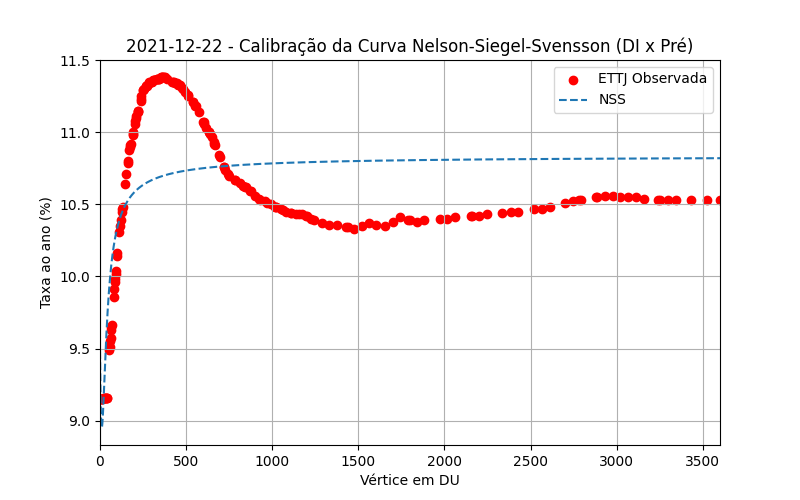 2021-12-22 - Calibração da Curva Nelson-Siegel-Svensson (DI x Pré)
ETTJ Observada
NSS
Taxa ao ano (%)
11.5
11.0
10.5
10.0
9.5
9.0
0 500 1000 1500 2000 2500 3000 3500
Vértice em DU